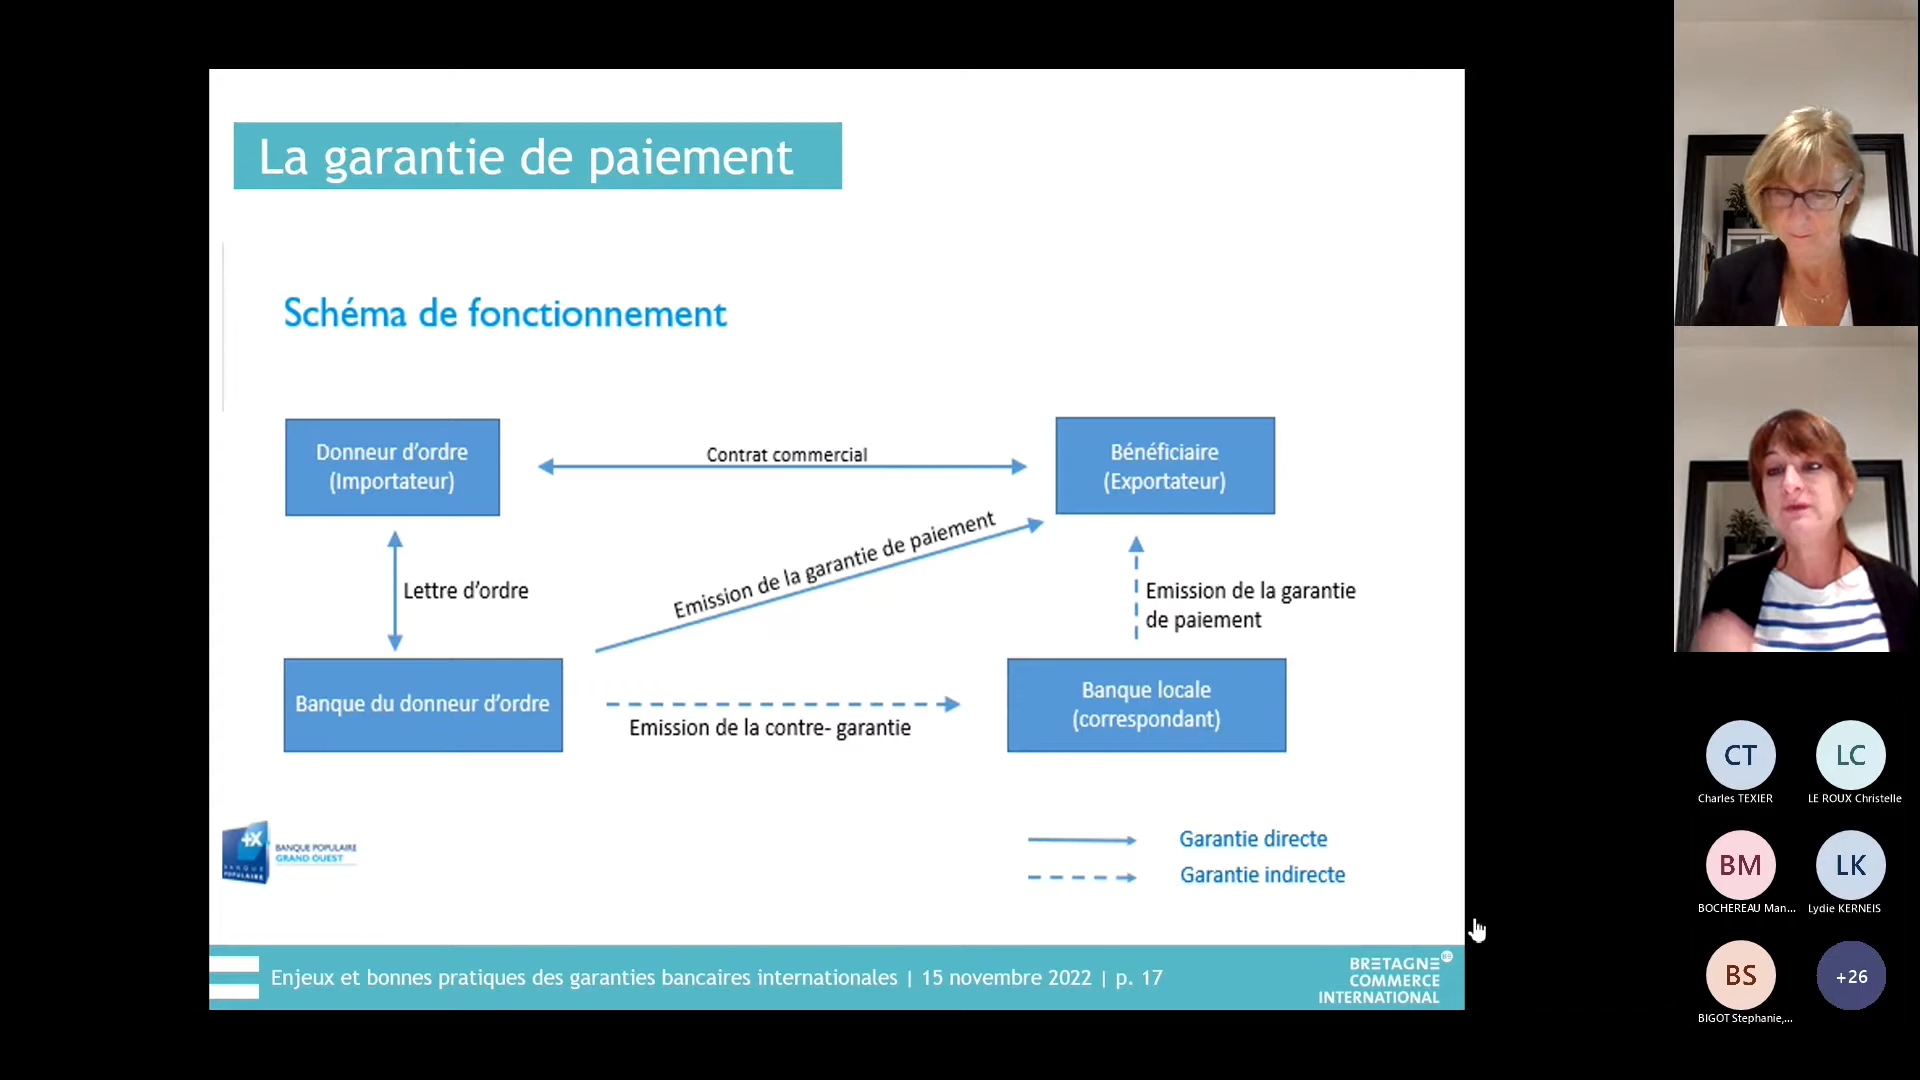 La garantie de paiement
Schéma de fonctionnement
Donneur d'ordre
(Importateur)
Contrat commercial
Bénéficiaire
(Exportateur)
Emission de la garantie de paiement
Lettre d'ordre
Emission de la garantie
de paiement
Banque du donneur d'ordre
Emission de la contre- garantie
Banque locale
(correspondant)
Garantie directe
Garantie indirecte
BANQUE POPULAIRE
GRAND OUEST
BANQUE
POPULAIRE
Enjeux et bonnes pratiques des garanties bancaires internationales | 15 novembre 2022 | p. 17
BRETAGNE
COMMERCE
INTERNATIONAL
CT
Charles TEXIER
LC
LE ROUX Christelle
BM
BOCHEREAU Man...
LK
Lydie KERNEIS
BS
BIGOT Stephanie,...
+26